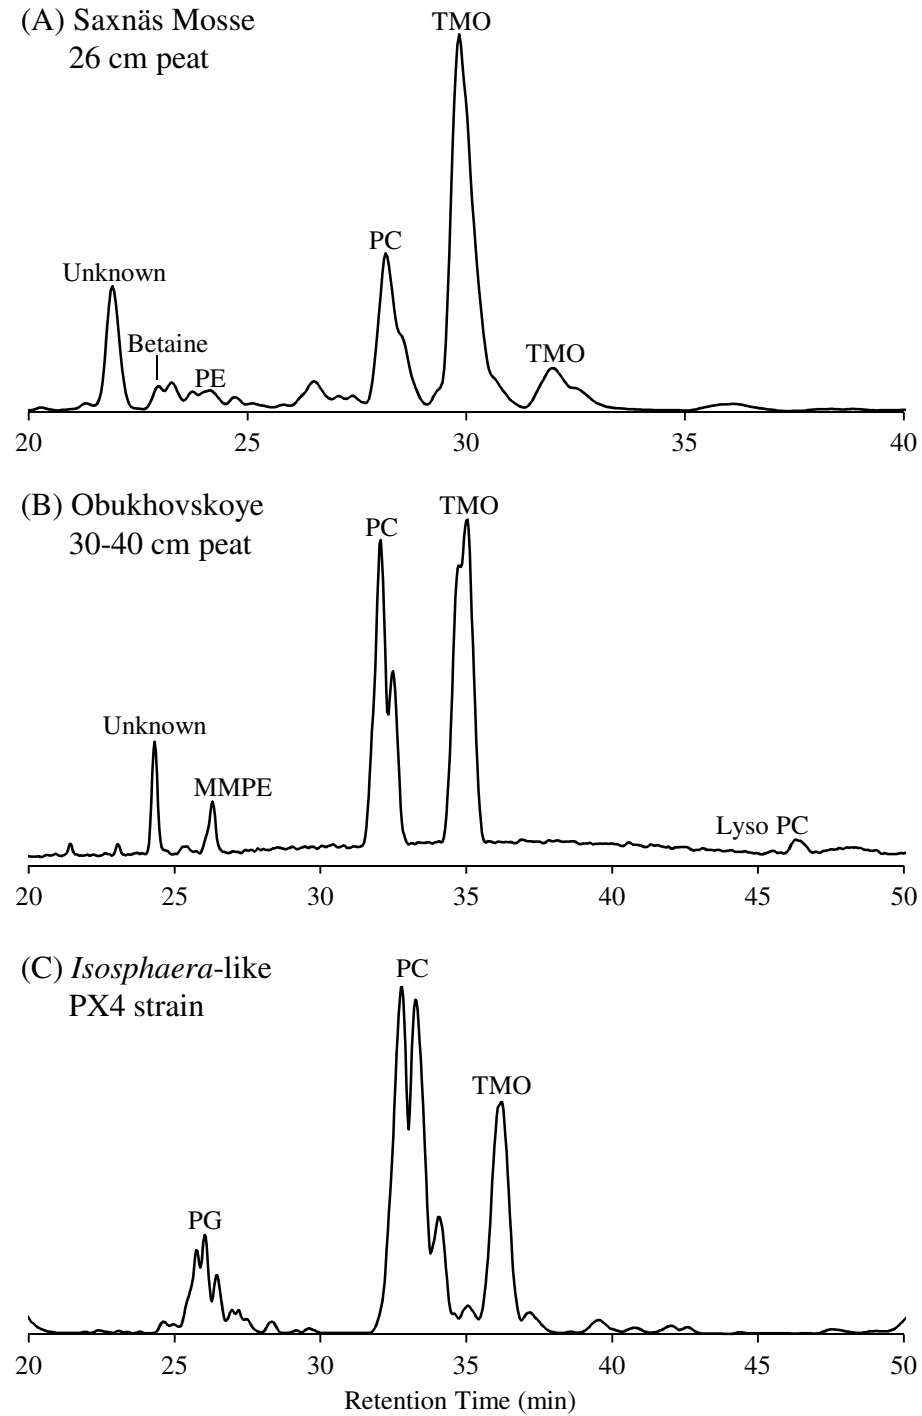 (A) Saxnäs Mosse
26 cm peat
TMO
PC
Unknown
Betaine
PE
TMO
20 25 30 35 40
(B) Obukhovskoye
30-40 cm peat
PC
TMO
Unknown
MMPE
Lyso PC
20 25 30 35 40 45 50
(C) Isosphaera-like
PX4 strain
PC
TMO
PG
20 25 30 35 40 45 50
Retention Time (min)